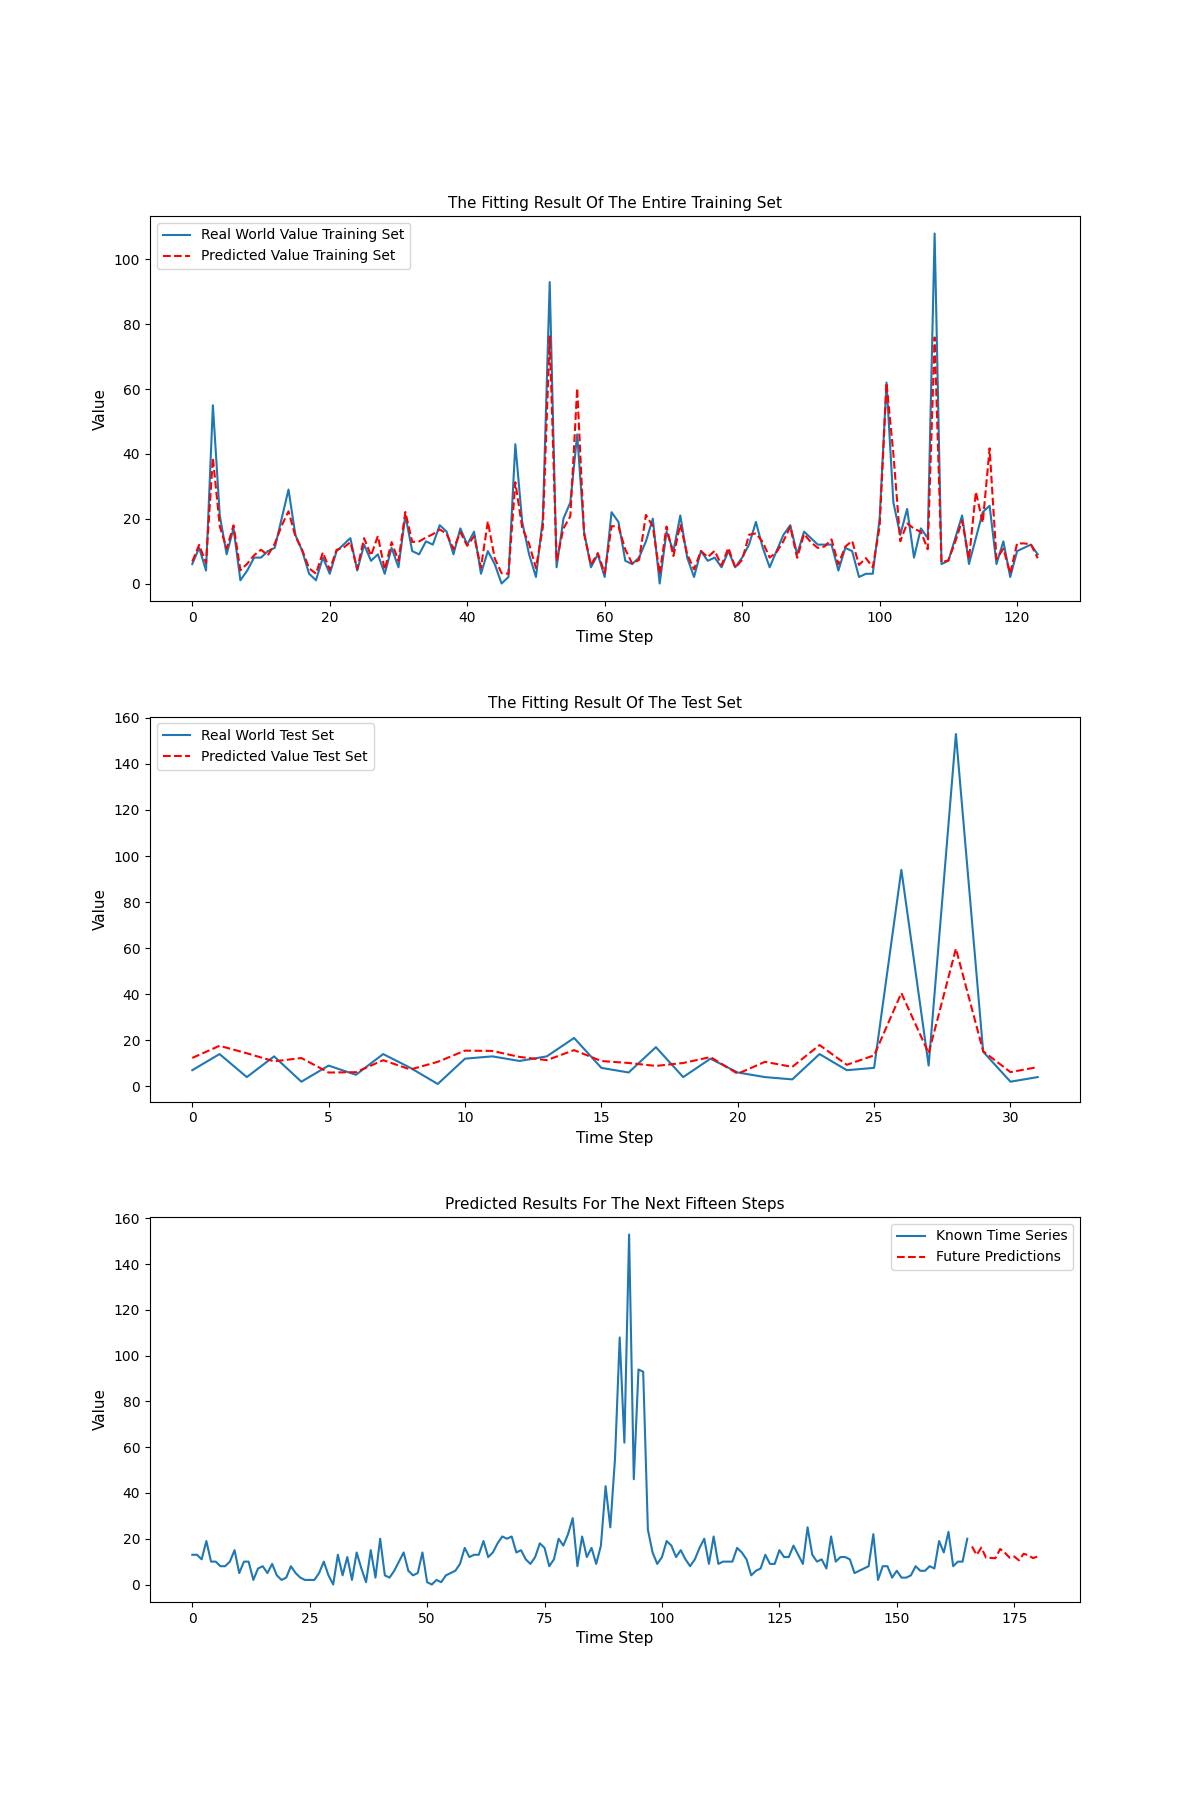 The Fitting Result Of The Entire Training Set
Real World Value Training Set
Predicted Value Training Set
100
80
60
40
20
0
Value
0 20 40 60 80 100 120
Time Step
The Fitting Result Of The Test Set
Real World Test Set
Predicted Value Test Set
160
140
120
100
80
60
40
20
0
Value
0 5 10 15 20 25 30
Time Step
Predicted Results For The Next Fifteen Steps
Known Time Series
Future Predictions
160
140
120
100
80
60
40
20
0
Value
0 25 50 75 100 125 150 175
Time Step